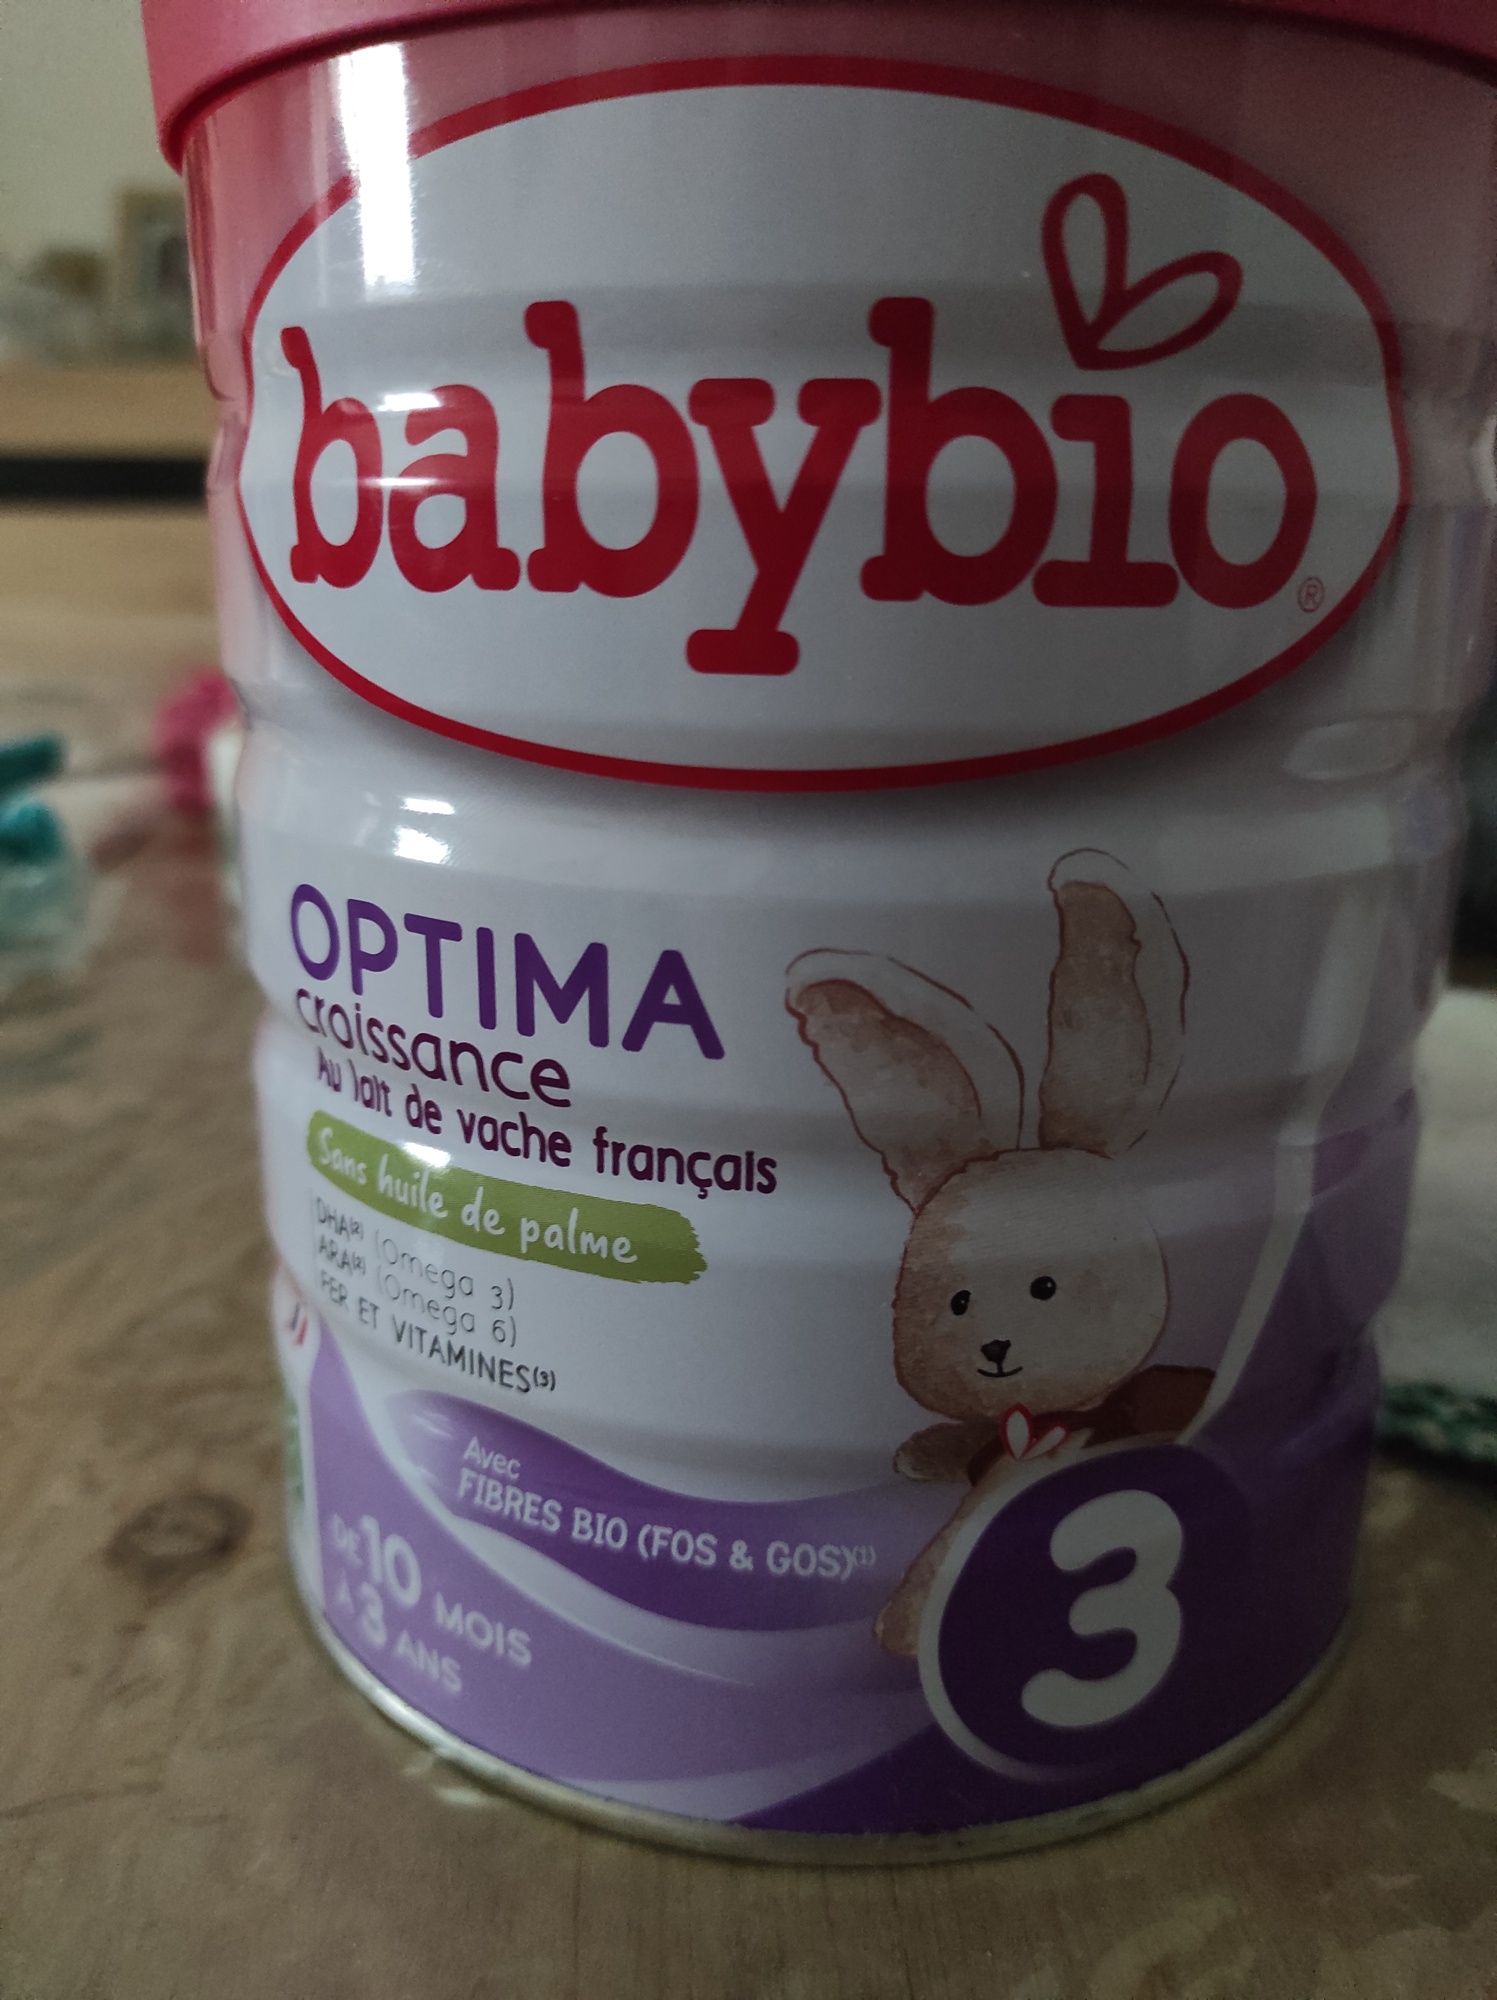 babybio®
OPTIMA
croissance
Au lait de vache français
Sans huile de palme
DHA⁽²⁾ (Omega 3)
ARA⁽²⁾ (Omega 6)
FER ET VITAMINES⁽³⁾
Avec
FIBRES BIO (FOS & GOS)⁽¹⁾
DE 10 MOIS
À 3 ANS
3